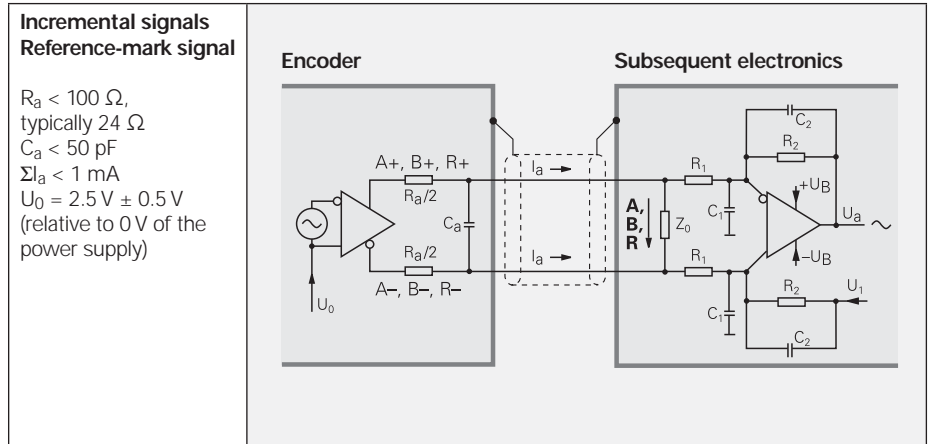 Incremental signals
Reference-mark signal
Rₐ < 100 Ω,
typically 24 Ω
Cₐ < 50 pF
ΣIₐ < 1 mA
U₀ = 2.5 V ± 0.5 V
(relative to 0 V of the
power supply)
Encoder
Subsequent electronics
A+, B+, R+
Rₐ/2
Cₐ
Rₐ/2
A–, B–, R–
U₀
Iₐ
Iₐ
A,
B,
R
Z₀
R₁
C₁
R₁
C₁
C₂
R₂
+U_B
Uₐ
–U_B
R₂
U₁
C₂